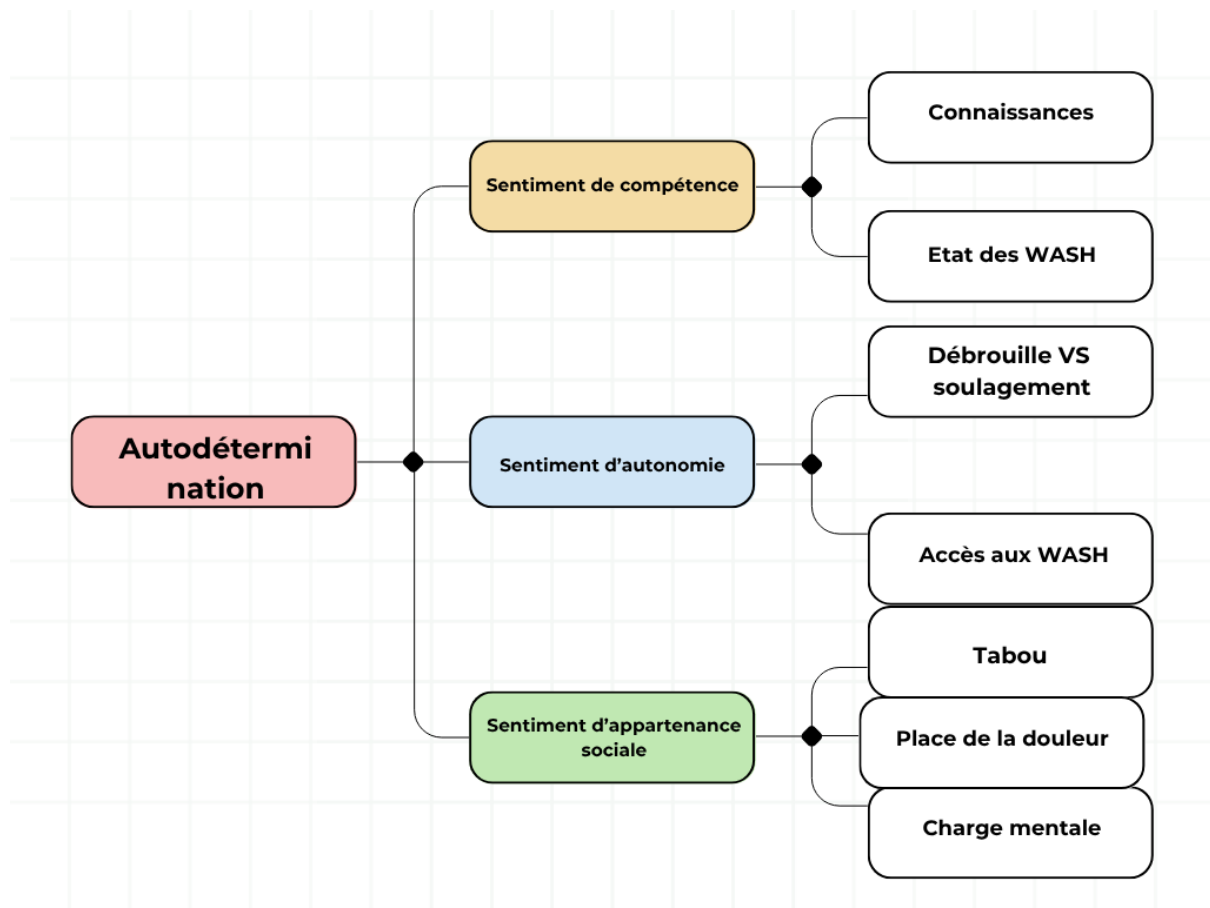 Connaissances
Sentiment de compétence
Etat des WASH
Débrouille VS
soulagement
Autodétermi
nation
Sentiment d'autonomie
Accès aux WASH
Tabou
Sentiment d'appartenance
sociale
Place de la douleur
Charge mentale